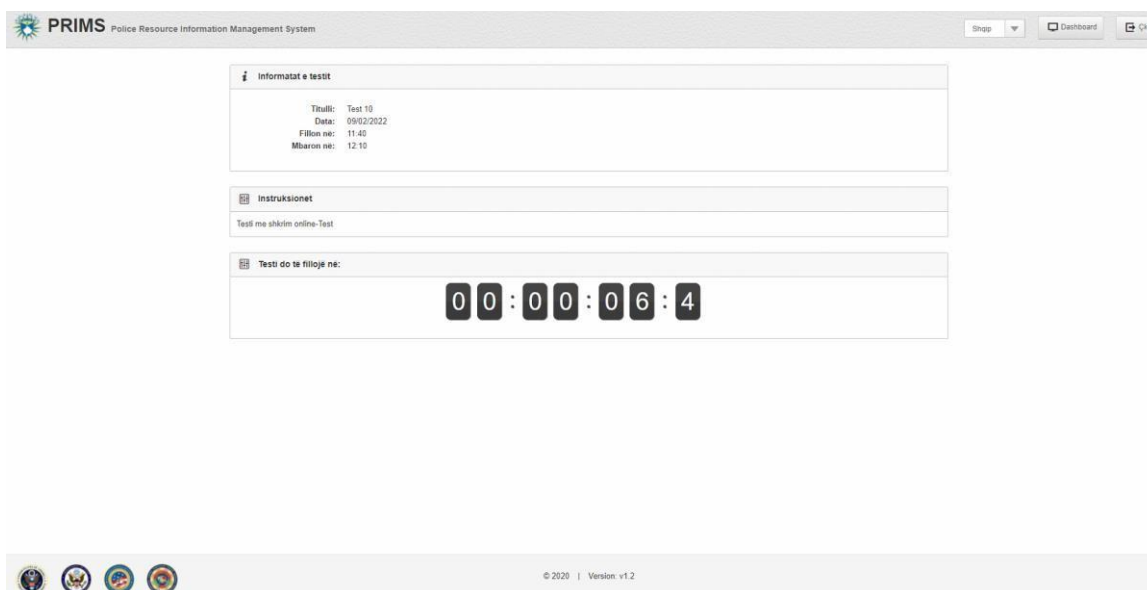 PRIMS Police Resource Information Management System
Shqip
Dashboard
Informatat e testit
Titulli: Test 10
Data: 09/02/2022
Fillon në: 11:40
Mbaron në: 12:10
Instruksionet
Testi me shkrim online-Test
Testi do të fillojë në:
00:00:06:4
© 2020 | Version: v1.2